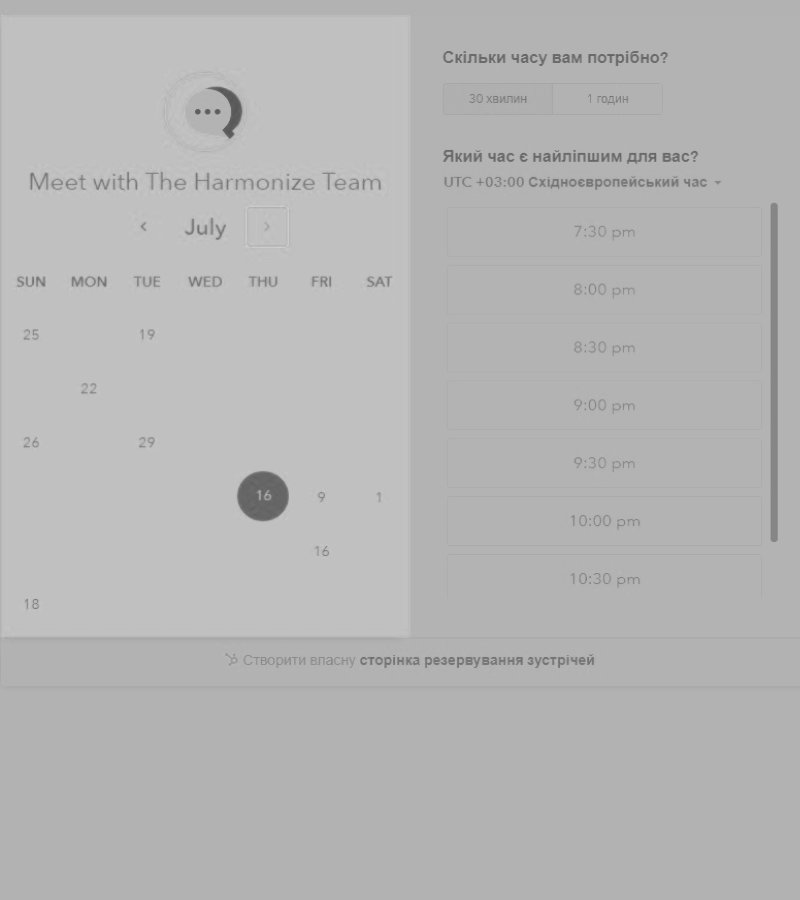 Meet with The Harmonize Team
July
SUN MON TUE WED THU FRI SAT
25 19
22
26 29
16 9 1
16
18
Скільки часу вам потрібно?
30 хвилин 1 годин
Який час є найліпшим для вас?
UTC +03:00 Східноєвропейський час
7:30 pm
8:00 pm
8:30 pm
9:00 pm
9:30 pm
10:00 pm
10:30 pm
Створити власну сторінка резервування зустрічей